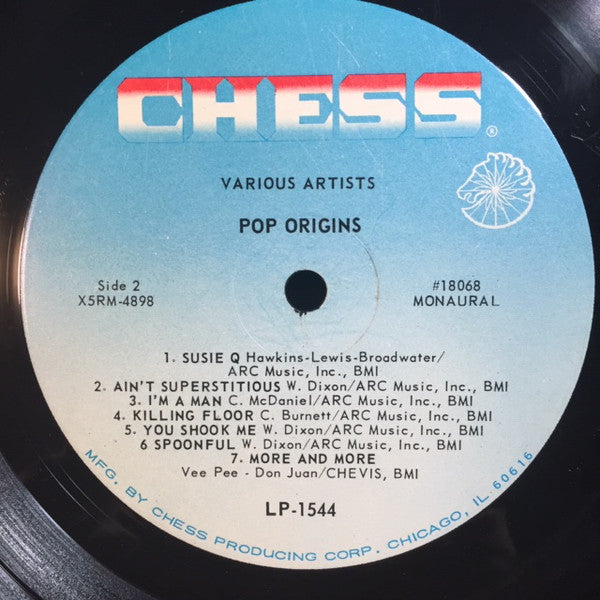 CHESS
®
VARIOUS ARTISTS
POP ORIGINS
Side 2
X5RM-4898
#18068
MONAURAL
1. SUSIE Q Hawkins-Lewis-Broadwater/
ARC Music, Inc., BMI
2. AIN'T SUPERSTITIOUS W. Dixon/ARC Music, Inc., BMI
3. I'M A MAN C. McDaniel/ARC Music, Inc., BMI
4. KILLING FLOOR C. Burnett/ARC Music, Inc., BMI
5. YOU SHOOK ME W. Dixon/ARC Music, Inc., BMI
6 SPOONFUL W. Dixon/ARC Music, Inc., BMI
7. MORE AND MORE
Vee Pee - Don Juan/CHEVIS, BMI
LP-1544
MFG. BY CHESS PRODUCING CORP. CHICAGO, IL 60616